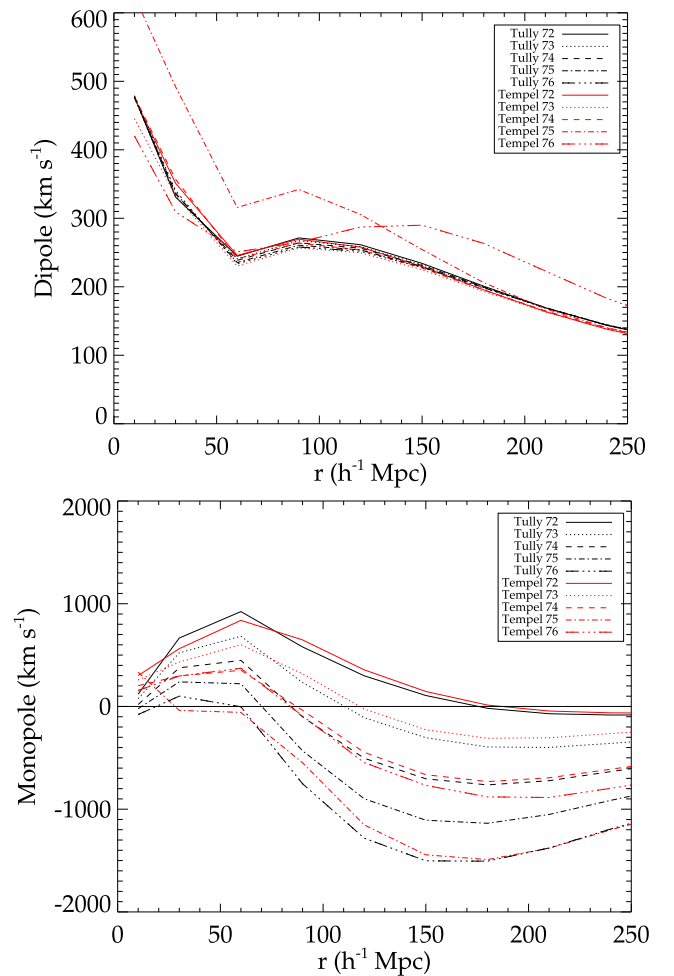 600
500
400
300
200
100
0
Dipole (km s-1)
Tully 72
Tully 73
Tully 74
Tully 75
Tully 76
Tempel 72
Tempel 73
Tempel 74
Tempel 75
Tempel 76
0 50 100 150 200 250
r (h-1 Mpc)
2000
1000
0
-1000
-2000
Monopole (km s-1)
Tully 72
Tully 73
Tully 74
Tully 75
Tully 76
Tempel 72
Tempel 73
Tempel 74
Tempel 75
Tempel 76
0 50 100 150 200 250
r (h-1 Mpc)